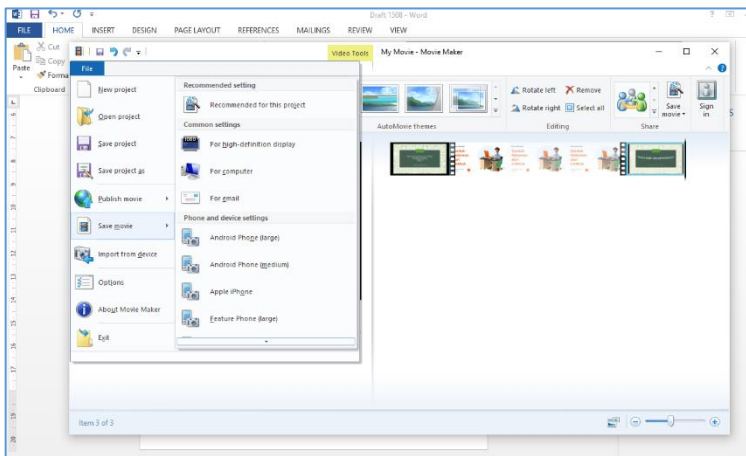 Draft 1508 - Word
FILE HOME INSERT DESIGN PAGE LAYOUT REFERENCES MAILINGS REVIEW VIEW
Cut
Copy
Paste
Forma
Clipboard
Video Tools My Movie - Movie Maker
File
New project
Open project
Save project
Save project as
Publish movie
Save movie
Import from device
Options
About Movie Maker
Exit
Recommended setting
Recommended for this project
Common settings
For high-definition display
For computer
For email
Phone and device settings
Android Phone (large)
Android Phone (medium)
Apple iPhone
Feature Phone (large)
AutoMovie themes
Rotate left
Rotate right
Remove
Select all
Editing
Share
Save movie
Sign in
Item 3 of 3